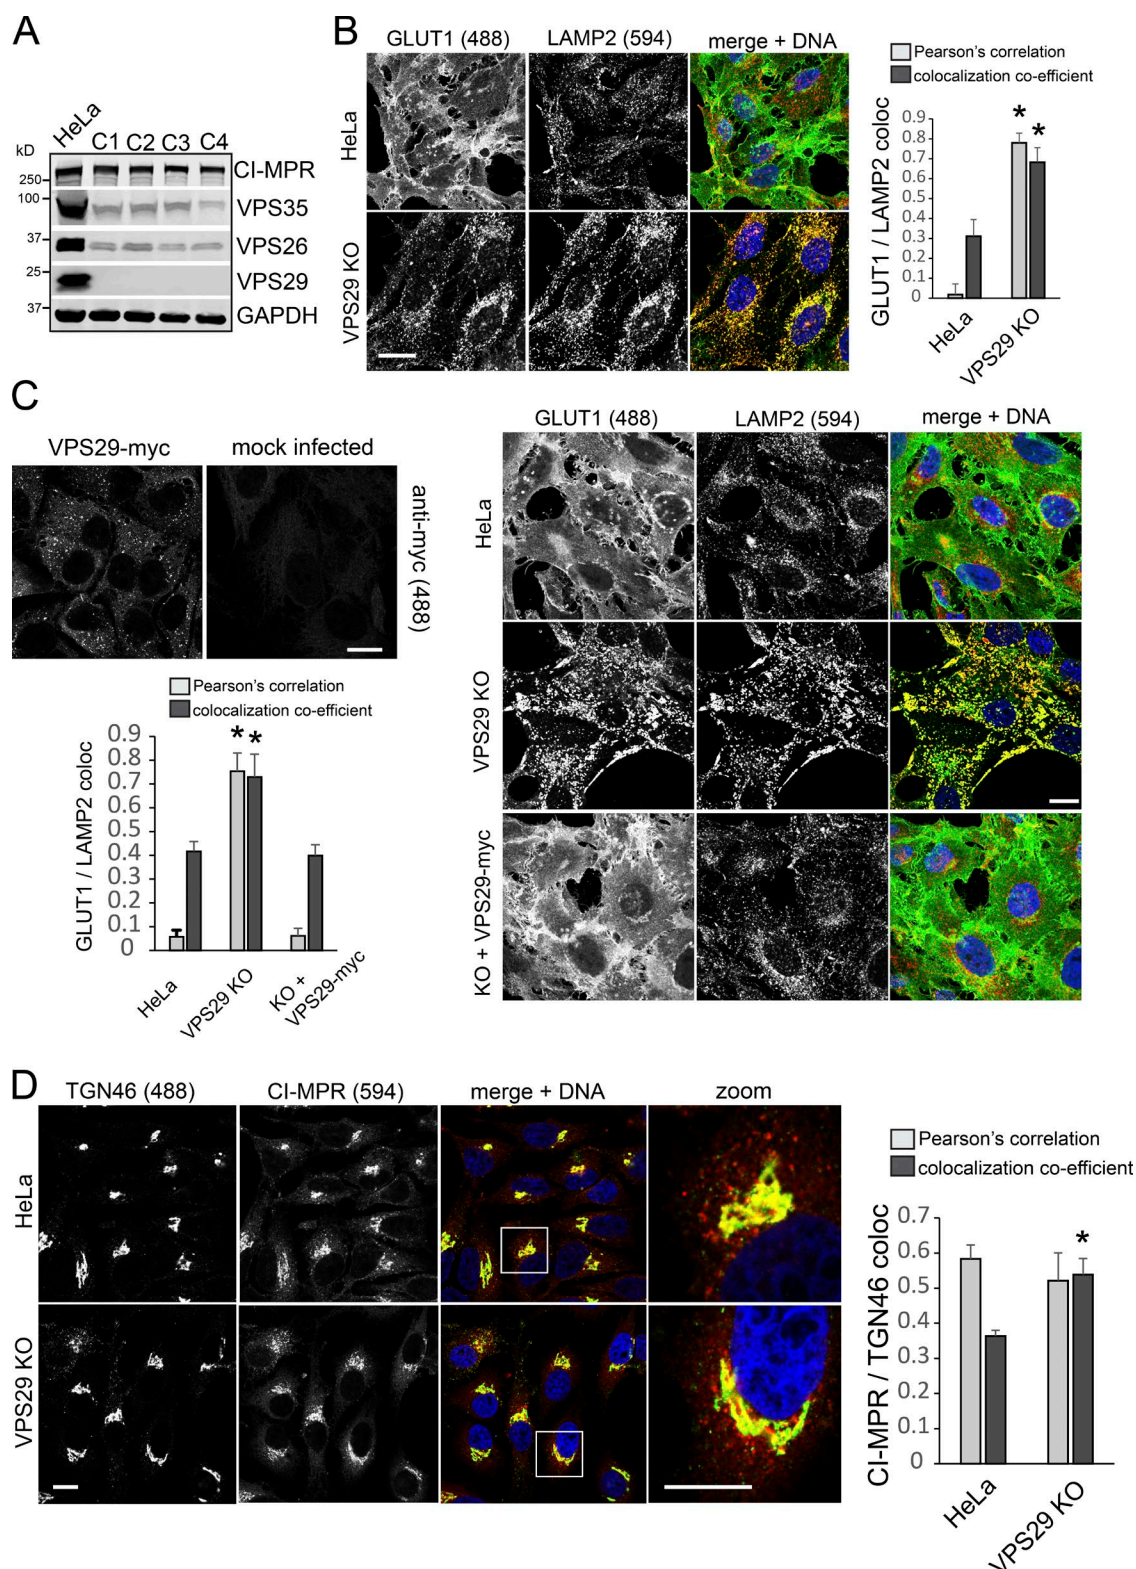 A
HeLa C1 C2 C3 C4
kD
250
100
37
25
37
CI-MPR
VPS35
VPS26
VPS29
GAPDH
B
GLUT1 (488) LAMP2 (594) merge + DNA
HeLa
VPS29 KO
Pearson's correlation
colocalization co-efficient
GLUT1 / LAMP2 coloc
0.9
0.8
0.7
0.6
0.5
0.4
0.3
0.2
0.1
0
* *
HeLa
VPS29 KO
C
VPS29-myc mock infected
anti-myc (488)
Pearson's correlation
colocalization co-efficient
GLUT1 / LAMP2 coloc
0.9
0.8
0.7
0.6
0.5
0.4
0.3
0.2
0.1
0
* *
HeLa
VPS29 KO
KO +
VPS29-myc
GLUT1 (488) LAMP2 (594) merge + DNA
HeLa
VPS29 KO
KO + VPS29-myc
D
TGN46 (488) CI-MPR (594) merge + DNA zoom
HeLa
VPS29 KO
Pearson's correlation
colocalization co-efficient
CI-MPR / TGN46 coloc
0.7
0.6
0.5
0.4
0.3
0.2
0.1
0
*
HeLa
VPS29 KO